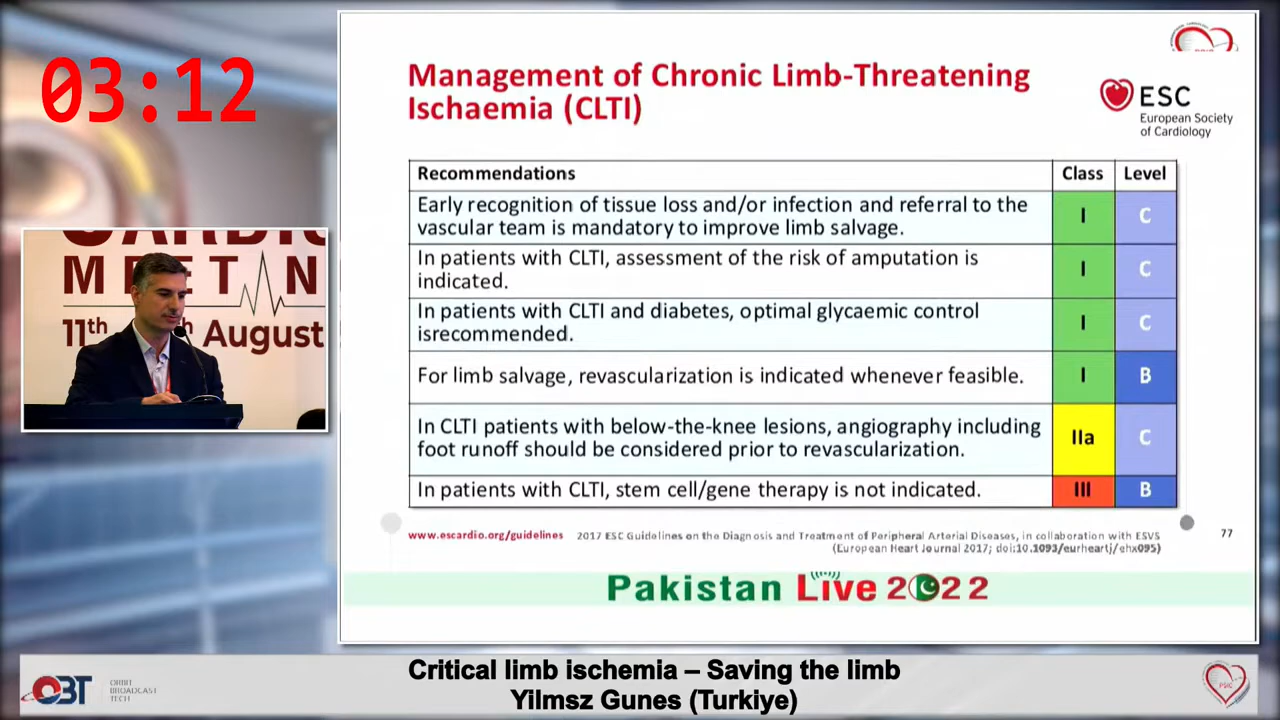 03:12
CARDIO
MEET N
11th th August
Management of Chronic Limb-Threatening
Ischaemia (CLTI)
ESC
European Society
of Cardiology
Recommendations Class Level
Early recognition of tissue loss and/or infection and referral to the
vascular team is mandatory to improve limb salvage. I C
In patients with CLTI, assessment of the risk of amputation is
indicated. I C
In patients with CLTI and diabetes, optimal glycaemic control
isrecommended. I C
For limb salvage, revascularization is indicated whenever feasible. I B
In CLTI patients with below-the-knee lesions, angiography including
foot runoff should be considered prior to revascularization. IIa C
In patients with CLTI, stem cell/gene therapy is not indicated. III B
www.escardio.org/guidelines 2017 ESC Guidelines on the Diagnosis and Treatment of Peripheral Arterial Diseases, in collaboration with ESVS 77
(European Heart Journal 2017; doi:10.1093/eurheartj/ehx095)
Pakistan Live 2022
Critical limb ischemia – Saving the limb
Yilmsz Gunes (Turkiye)
OBT
ORBIT
BROADCAST
TECH
PSIC